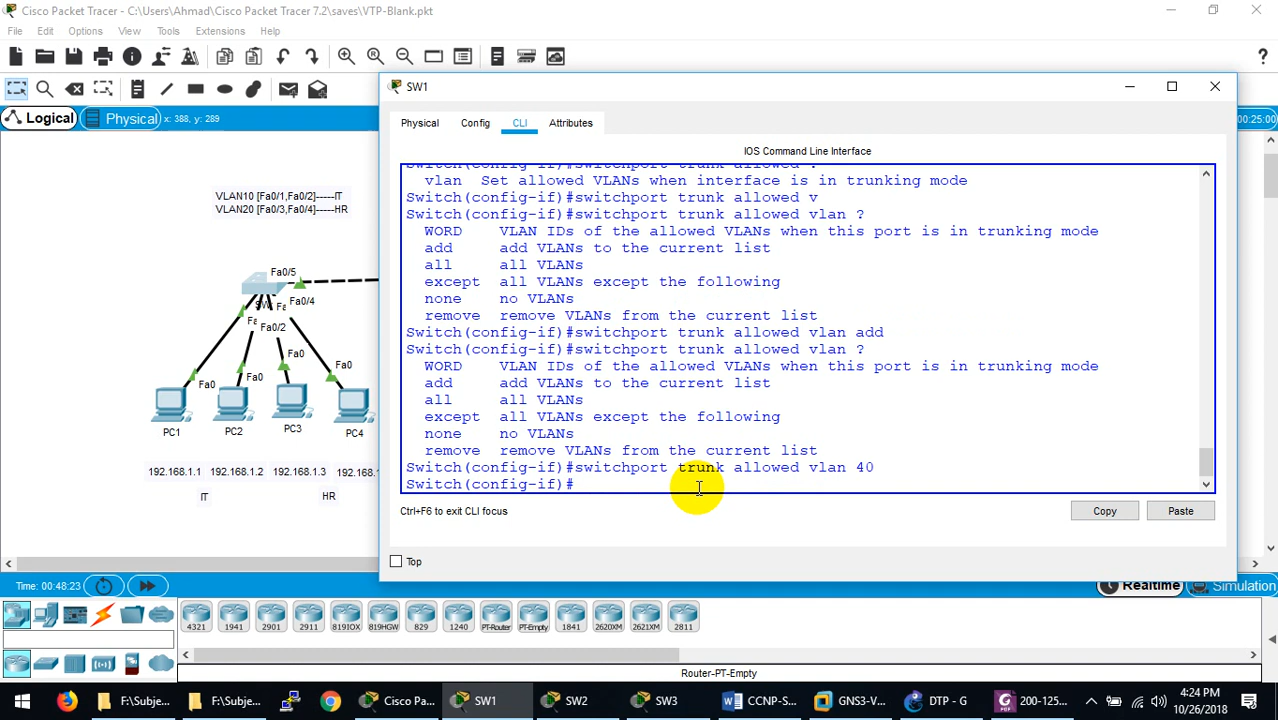 Cisco Packet Tracer - C:\Users\Ahmad\Cisco Packet Tracer 7.2\saves\VTP-Blank.pkt
File Edit Options View Tools Extensions Help
Logical Physical x: 388, y: 289
:00:25:00
SW1
Physical Config CLI Attributes
IOS Command Line Interface
Switch(config-if)#switchport trunk allowed ?
vlan Set allowed VLANs when interface is in trunking mode
Switch(config-if)#switchport trunk allowed v
Switch(config-if)#switchport trunk allowed vlan ?
WORD VLAN IDs of the allowed VLANs when this port is in trunking mode
add add VLANs to the current list
all all VLANs
except all VLANs except the following
none no VLANs
remove remove VLANs from the current list
Switch(config-if)#switchport trunk allowed vlan add
Switch(config-if)#switchport trunk allowed vlan ?
WORD VLAN IDs of the allowed VLANs when this port is in trunking mode
add add VLANs to the current list
all all VLANs
except all VLANs except the following
none no VLANs
remove remove VLANs from the current list
Switch(config-if)#switchport trunk allowed vlan 40
Switch(config-if)#
Ctrl+F6 to exit CLI focus
Copy Paste
Top
VLAN10 [Fa0/1,Fa0/2]-----IT
VLAN20 [Fa0/3,Fa0/4]-----HR
Fa0/5
Fa0/4
Fa0/2
Fa0 Fa0 Fa0 Fa0
PC1 PC2 PC3 PC4
192.168.1.1 192.168.1.2 192.168.1.3 192.168.1
IT HR
Time: 00:48:23
Realtime Simulation
4321 1941 2901 2911 819IOX 819HGW 829 1240 PT-Router PT-Empty 1841 2620XM 2621XM 2811
Router-PT-Empty
F:\Subje... F:\Subje... Cisco Pa... SW1 SW2 SW3 CCNP-S... GNS3-V... DTP - G 200-125...
4:24 PM
10/26/2018